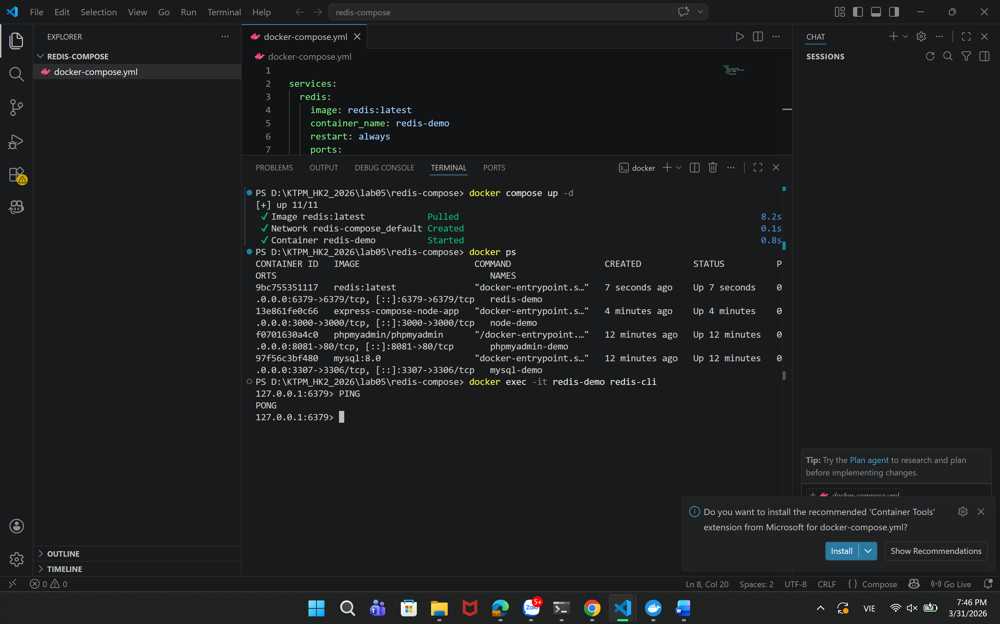 File Edit Selection View Go Run Terminal Help
redis-compose
EXPLORER
REDIS-COMPOSE
docker-compose.yml
OUTLINE
TIMELINE
docker-compose.yml
docker-compose.yml
1
2 services:
3 redis:
4 image: redis:latest
5 container_name: redis-demo
6 restart: always
7 ports:
PROBLEMS OUTPUT DEBUG CONSOLE TERMINAL PORTS
docker
PS D:\KTPM_HK2_2026\lab05\redis-compose> docker compose up -d
[+] up 11/11
✓ Image redis:latest Pulled 8.2s
✓ Network redis-compose_default Created 0.1s
✓ Container redis-demo Started 0.8s
PS D:\KTPM_HK2_2026\lab05\redis-compose> docker ps
CONTAINER ID IMAGE COMMAND CREATED STATUS P
ORTS NAMES
9bc755351117 redis:latest "docker-entrypoint.s…" 7 seconds ago Up 7 seconds 0
.0.0.0:6379->6379/tcp, [::]:6379->6379/tcp redis-demo
13e861fe0c66 express-compose-node-app "docker-entrypoint.s…" 4 minutes ago Up 4 minutes 0
.0.0.0:3000->3000/tcp, [::]:3000->3000/tcp node-demo
f0701630a4c0 phpmyadmin/phpmyadmin "/docker-entrypoint.…" 12 minutes ago Up 12 minutes 0
.0.0.0:8081->80/tcp, [::]:8081->80/tcp phpmyadmin-demo
97f56c3bf480 mysql:8.0 "docker-entrypoint.s…" 12 minutes ago Up 12 minutes 0
.0.0.0:3307->3306/tcp, [::]:3307->3306/tcp mysql-demo
PS D:\KTPM_HK2_2026\lab05\redis-compose> docker exec -it redis-demo redis-cli
127.0.0.1:6379> PING
PONG
127.0.0.1:6379>
CHAT
SESSIONS
Tip: Try the Plan agent to research and plan
before implementing changes.
docker-compose.yml
Do you want to install the recommended 'Container Tools'
extension from Microsoft for docker-compose.yml?
Install
Show Recommendations
0 0
Ln 8, Col 20 Spaces: 2 UTF-8 CRLF { } Compose Go Live
5+
Zalo
VIE
7:46 PM
3/31/2026